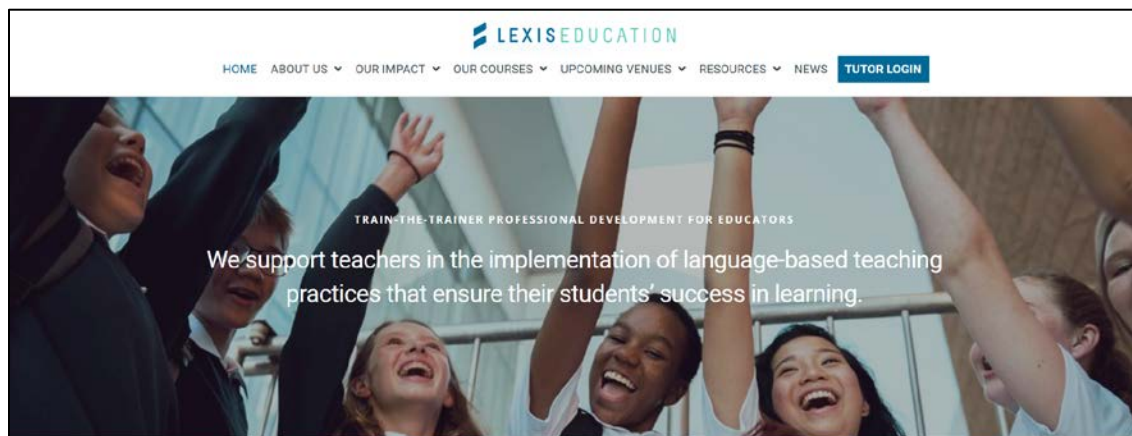 LEXISEDUCATION
HOME ABOUT US OUR IMPACT OUR COURSES UPCOMING VENUES RESOURCES NEWS TUTOR LOGIN
TRAIN-THE-TRAINER PROFESSIONAL DEVELOPMENT FOR EDUCATORS
We support teachers in the implementation of language-based teaching
practices that ensure their students’ success in learning.